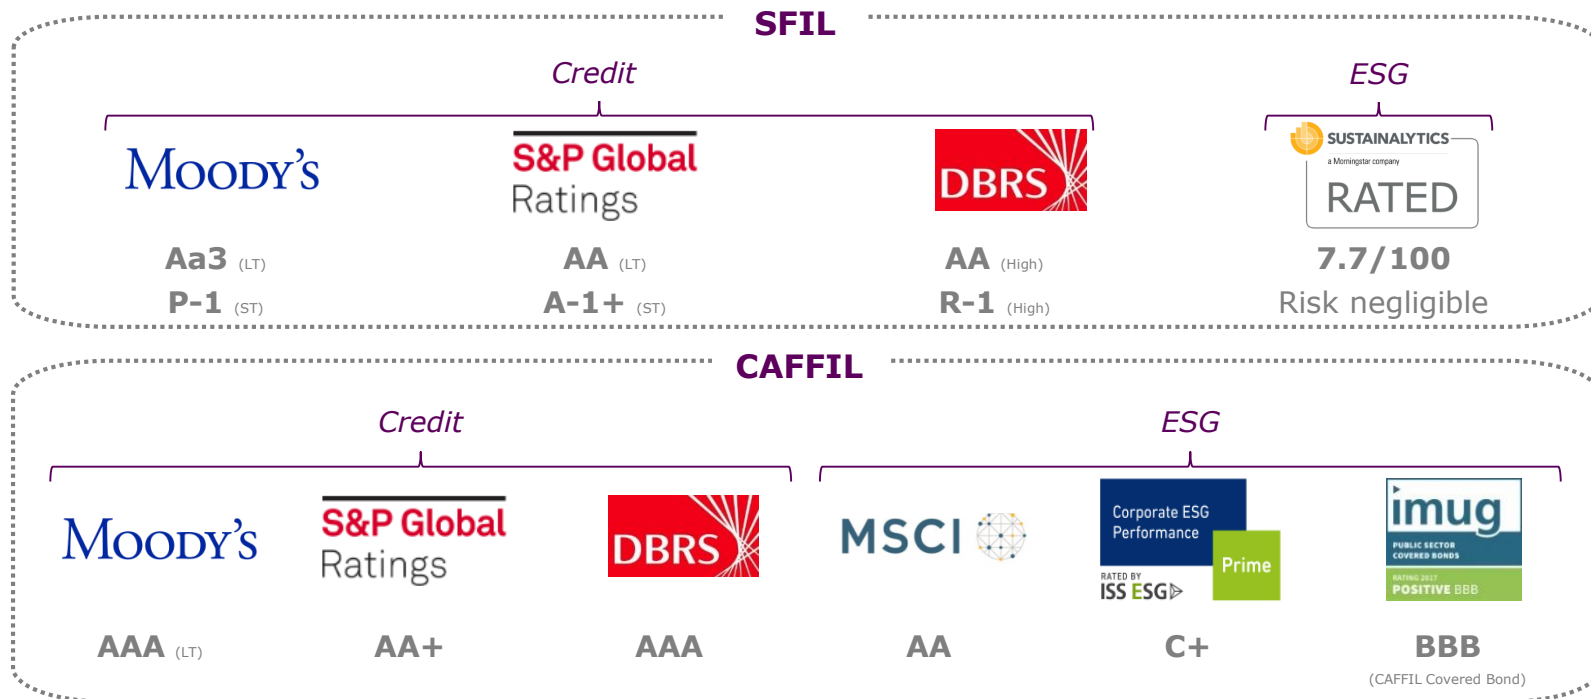 SFIL
Credit
ESG
MOODY'S
S&P Global
Ratings
DBRS
SUSTAINALYTICS
a Morningstar company
RATED
Aa3 (LT)
AA (LT)
AA (High)
7.7/100
P-1 (ST)
A-1+ (ST)
R-1 (High)
Risk negligible
CAFFIL
Credit
ESG
MOODY'S
S&P Global
Ratings
DBRS
MSCI
Corporate ESG
Performance
Prime
RATED BY
ISS ESG
imug
PUBLIC SECTOR
COVERED BONDS
RATING 2017
POSITIVE BBB
AAA (LT)
AA+
AAA
AA
C+
BBB
(CAFFIL Covered Bond)